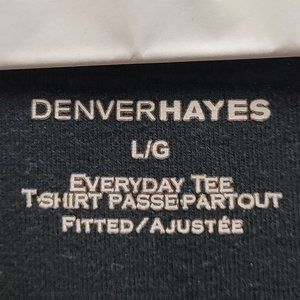 DENVERHAYES
L/G
EVERYDAY TEE
T-SHIRT PASSE-PARTOUT
FITTED/AJUSTÉE